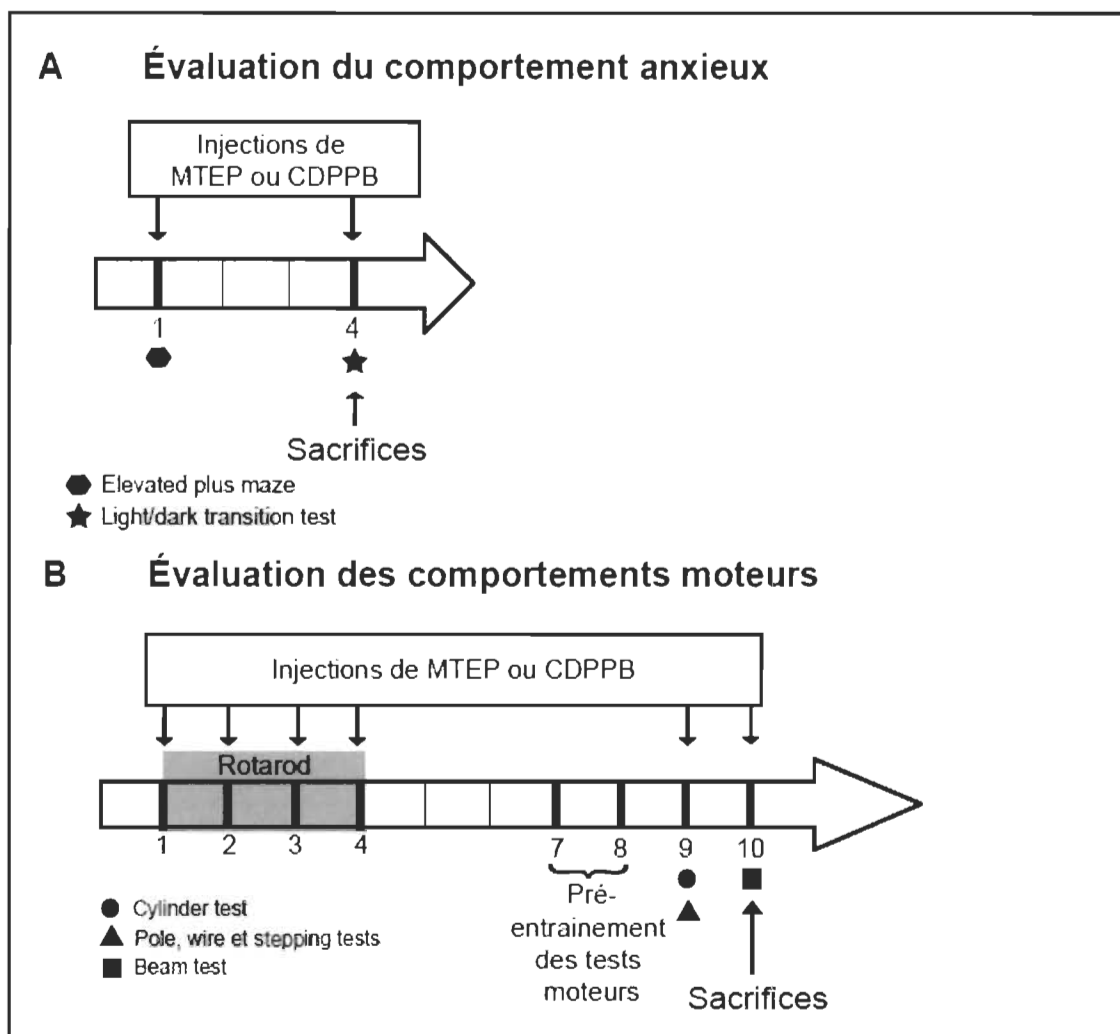 A Évaluation du comportement anxieux
Injections de
MTEP ou CDPPB
1 4
Sacrifices
Elevated plus maze
Light/dark transition test
B Évaluation des comportements moteurs
Injections de MTEP ou CDPPB
Rotarod
1 2 3 4 7 8 9 10
Cylinder test
Pole, wire et stepping tests
Beam test
Pré-
entrainement
des tests
moteurs
Sacrifices